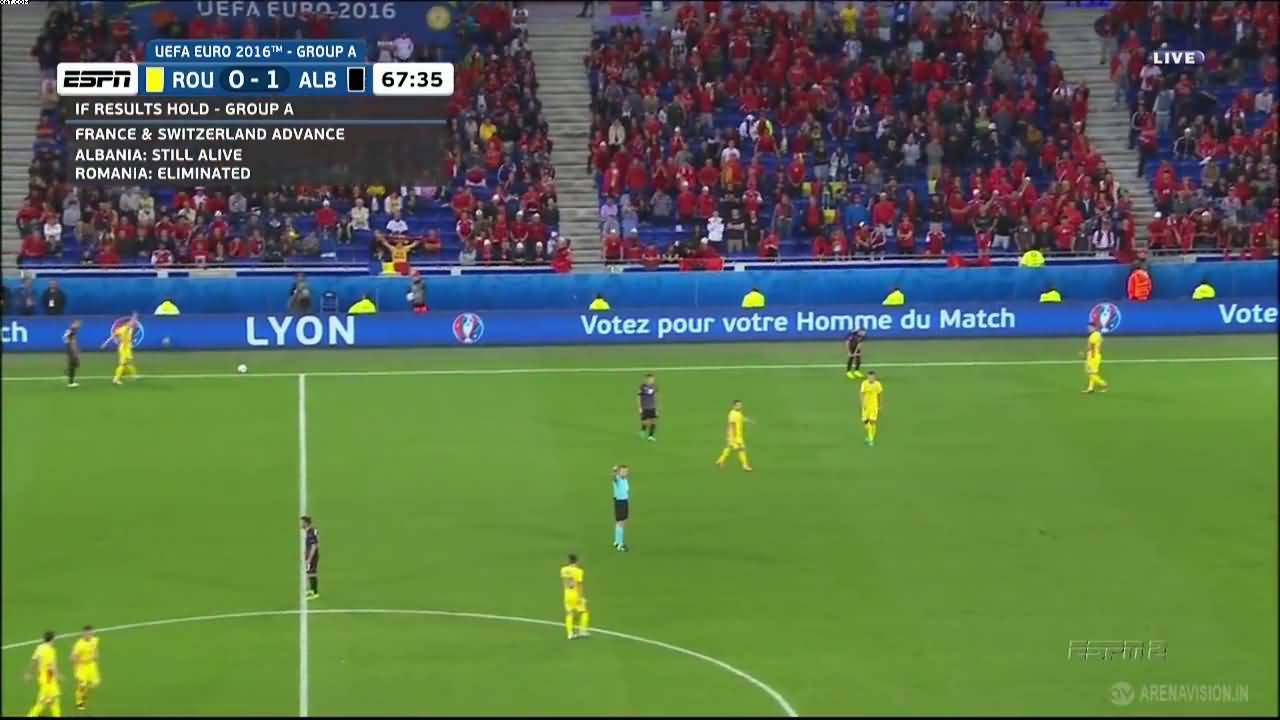 UEFA EURO 2016
UEFA EURO 2016™ - GROUP A
ESPN ROU 0 - 1 ALB 67:35
LIVE
IF RESULTS HOLD - GROUP A
FRANCE & SWITZERLAND ADVANCE
ALBANIA: STILL ALIVE
ROMANIA: ELIMINATED
ch LYON Votez pour votre Homme du Match Vote
ESPN 2
ARENAVISION.IN